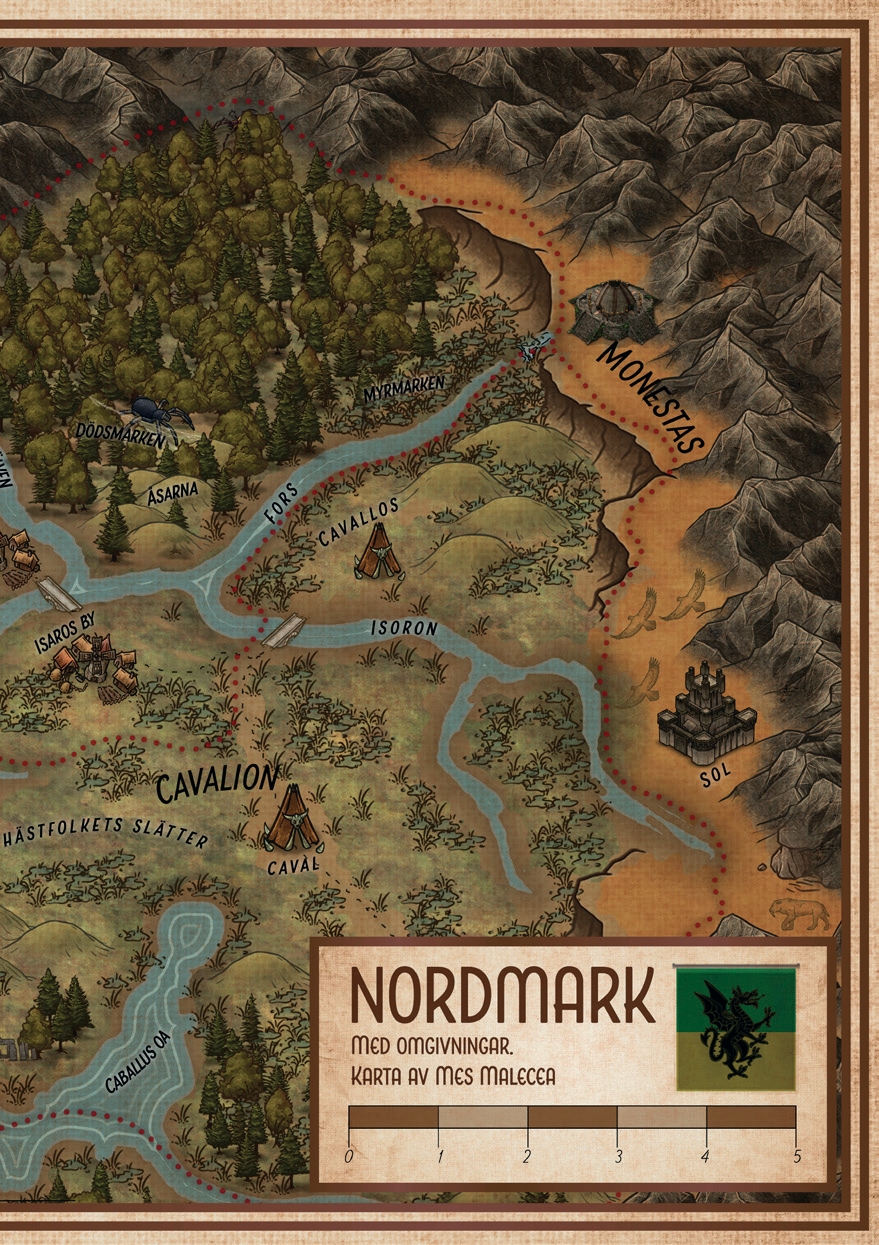 MONESTAS
MYRMARKEN
DÖDSMARKEN
ÅSARNA
FORS
CAVALLOS
ISORON
ISAROS BY
SOL
CAVALION
HÄSTFOLKETS SLÄTTER
CAVÀL
CABALLUS OA
NORDMARK
MED OMGIVNINGAR.
KARTA AV MES MALECEA
0 1 2 3 4 5